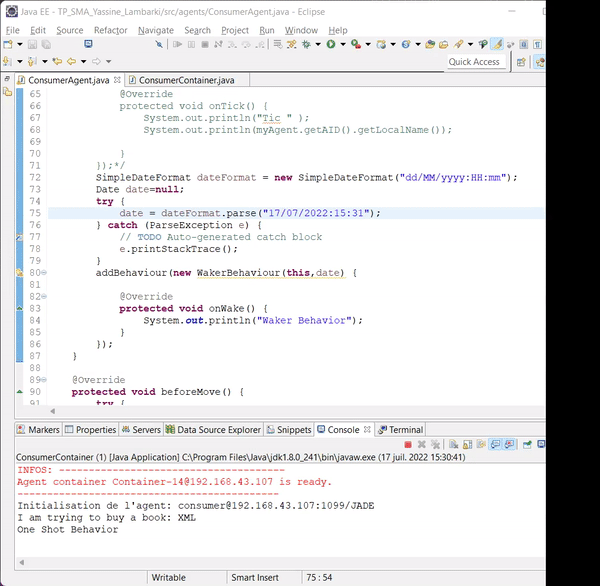 Java EE - TP_SMA_Yassine_Lambarki/src/agents/ConsumerAgent.java - Eclipse
File Edit Source Refactor Navigate Search Project Run Window Help
Quick Access
ConsumerAgent.java ConsumerContainer.java
65 @Override
66 protected void onTick() {
67 System.out.println("Tic " );
68 System.out.println(myAgent.getAID().getLocalName());
69
70 }
71 });*/
72 SimpleDateFormat dateFormat = new SimpleDateFormat("dd/MM/yyyy:HH:mm");
73 Date date=null;
74 try {
75 date = dateFormat.parse("17/07/2022:15:31");
76 } catch (ParseException e) {
77 // TODO Auto-generated catch block
78 e.printStackTrace();
79 }
80 addBehaviour(new WakerBehaviour(this,date) {
81
82 @Override
83 protected void onWake() {
84 System.out.println("Waker Behavior");
85 }
86 });
87 }
88
89 @Override
90 protected void beforeMove() {
91 try {
Markers Properties Servers Data Source Explorer Snippets Console Terminal
ConsumerContainer (1) [Java Application] C:\Program Files\Java\jdk1.8.0_241\bin\javaw.exe (17 juil. 2022 15:30:41)
INFOS: --------------------------------------
Agent container Container-14@192.168.43.107 is ready.
--------------------------------------------
Initialisation de l'agent: consumer@192.168.43.107:1099/JADE
I am trying to buy a book: XML
One Shot Behavior
Writable Smart Insert 75 : 54